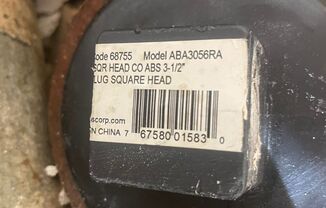 ode 68755 Model ABA3056RA
SQR HEAD CO ABS 3-1/2"
LUG SQUARE HEAD
scorp.com
N CHINA 7
67580 01583 0